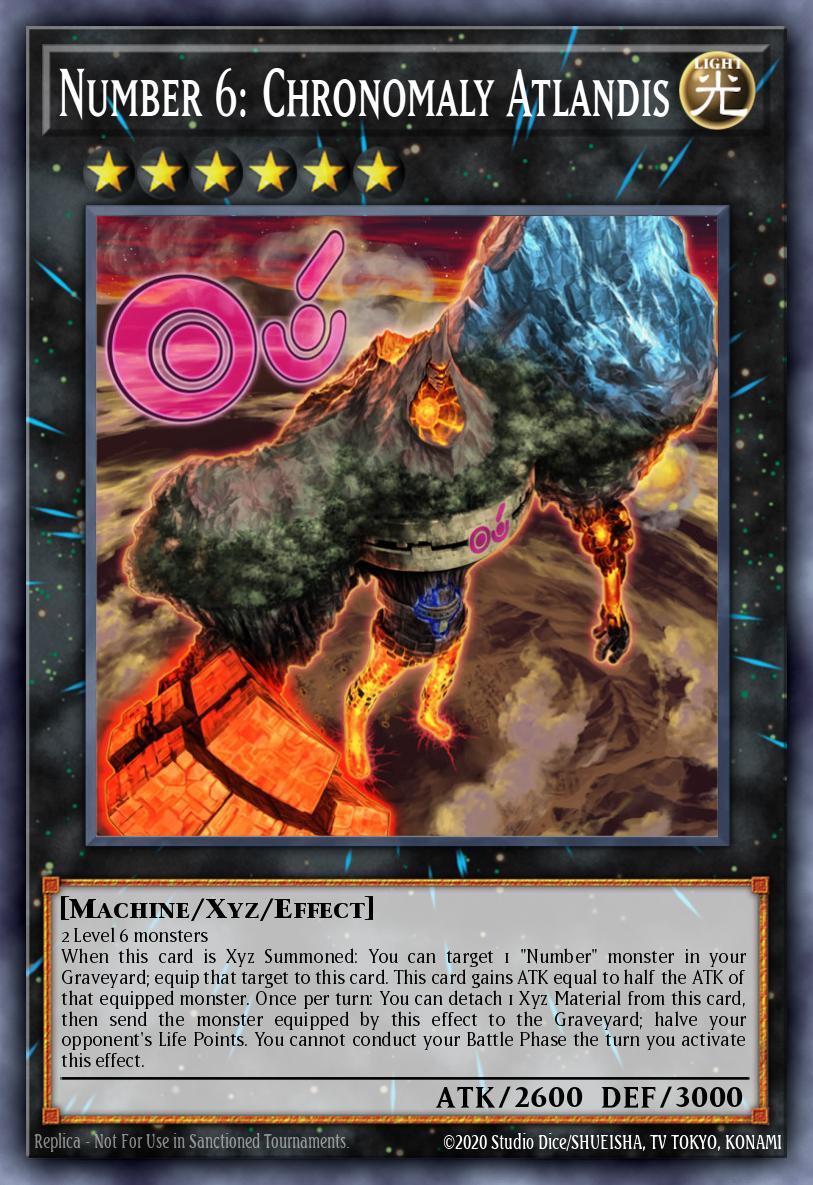 Number 6: Chronomaly Atlandis
LIGHT
光
06
06
[Machine/Xyz/Effect]
2 Level 6 monsters
When this card is Xyz Summoned: You can target 1 "Number" monster in your
Graveyard; equip that target to this card. This card gains ATK equal to half the ATK of
that equipped monster. Once per turn: You can detach 1 Xyz Material from this card,
then send the monster equipped by this effect to the Graveyard; halve your
opponent's Life Points. You cannot conduct your Battle Phase the turn you activate
this effect.
ATK/2600 DEF/3000
Replica - Not For Use in Sanctioned Tournaments.
©2020 Studio Dice/SHUEISHA, TV TOKYO, KONAMI